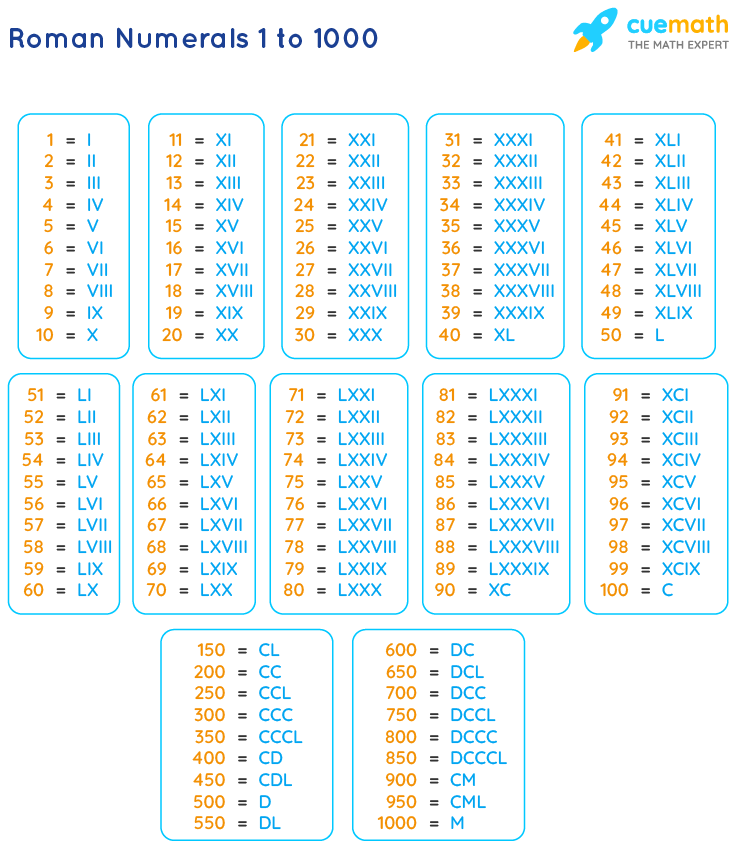 Roman Numerals 1 to 1000
cuemath
THE MATH EXPERT
1 = I
2 = II
3 = III
4 = IV
5 = V
6 = VI
7 = VII
8 = VIII
9 = IX
10 = X
11 = XI
12 = XII
13 = XIII
14 = XIV
15 = XV
16 = XVI
17 = XVII
18 = XVIII
19 = XIX
20 = XX
21 = XXI
22 = XXII
23 = XXIII
24 = XXIV
25 = XXV
26 = XXVI
27 = XXVII
28 = XXVIII
29 = XXIX
30 = XXX
31 = XXXI
32 = XXXII
33 = XXXIII
34 = XXXIV
35 = XXXV
36 = XXXVI
37 = XXXVII
38 = XXXVIII
39 = XXXIX
40 = XL
41 = XLI
42 = XLII
43 = XLIII
44 = XLIV
45 = XLV
46 = XLVI
47 = XLVII
48 = XLVIII
49 = XLIX
50 = L
51 = LI
52 = LII
53 = LIII
54 = LIV
55 = LV
56 = LVI
57 = LVII
58 = LVIII
59 = LIX
60 = LX
61 = LXI
62 = LXII
63 = LXIII
64 = LXIV
65 = LXV
66 = LXVI
67 = LXVII
68 = LXVIII
69 = LXIX
70 = LXX
71 = LXXI
72 = LXXII
73 = LXXIII
74 = LXXIV
75 = LXXV
76 = LXXVI
77 = LXXVII
78 = LXXVIII
79 = LXXIX
80 = LXXX
81 = LXXXI
82 = LXXXII
83 = LXXXIII
84 = LXXXIV
85 = LXXXV
86 = LXXXVI
87 = LXXXVII
88 = LXXXVIII
89 = LXXXIX
90 = XC
91 = XCI
92 = XCII
93 = XCIII
94 = XCIV
95 = XCV
96 = XCVI
97 = XCVII
98 = XCVIII
99 = XCIX
100 = C
150 = CL
200 = CC
250 = CCL
300 = CCC
350 = CCCL
400 = CD
450 = CDL
500 = D
550 = DL
600 = DC
650 = DCL
700 = DCC
750 = DCCL
800 = DCCC
850 = DCCCL
900 = CM
950 = CML
1000 = M